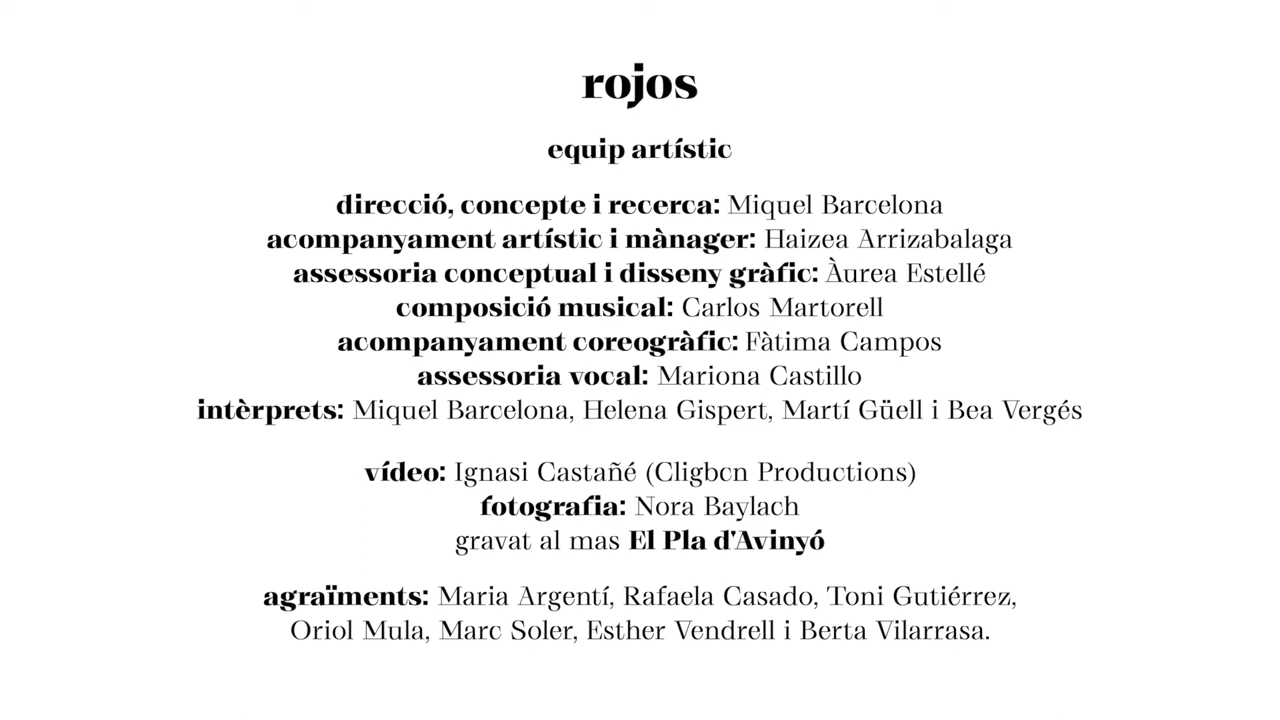 rojos
equip artístic
direcció, concepte i recerca: Miquel Barcelona
acompanyament artístic i mànager: Haizea Arrizabalaga
assessoria conceptual i disseny gràfic: Àurea Estellé
composició musical: Carlos Martorell
acompanyament coreogràfic: Fàtima Campos
assessoria vocal: Mariona Castillo
intèrprets: Miquel Barcelona, Helena Gispert, Martí Güell i Bea Vergés
vídeo: Ignasi Castañé (Cligbcn Productions)
fotografia: Nora Baylach
gravat al mas El Pla d'Avinyó
agraïments: Maria Argentí, Rafaela Casado, Toni Gutiérrez,
Oriol Mula, Marc Soler, Esther Vendrell i Berta Vilarrasa.